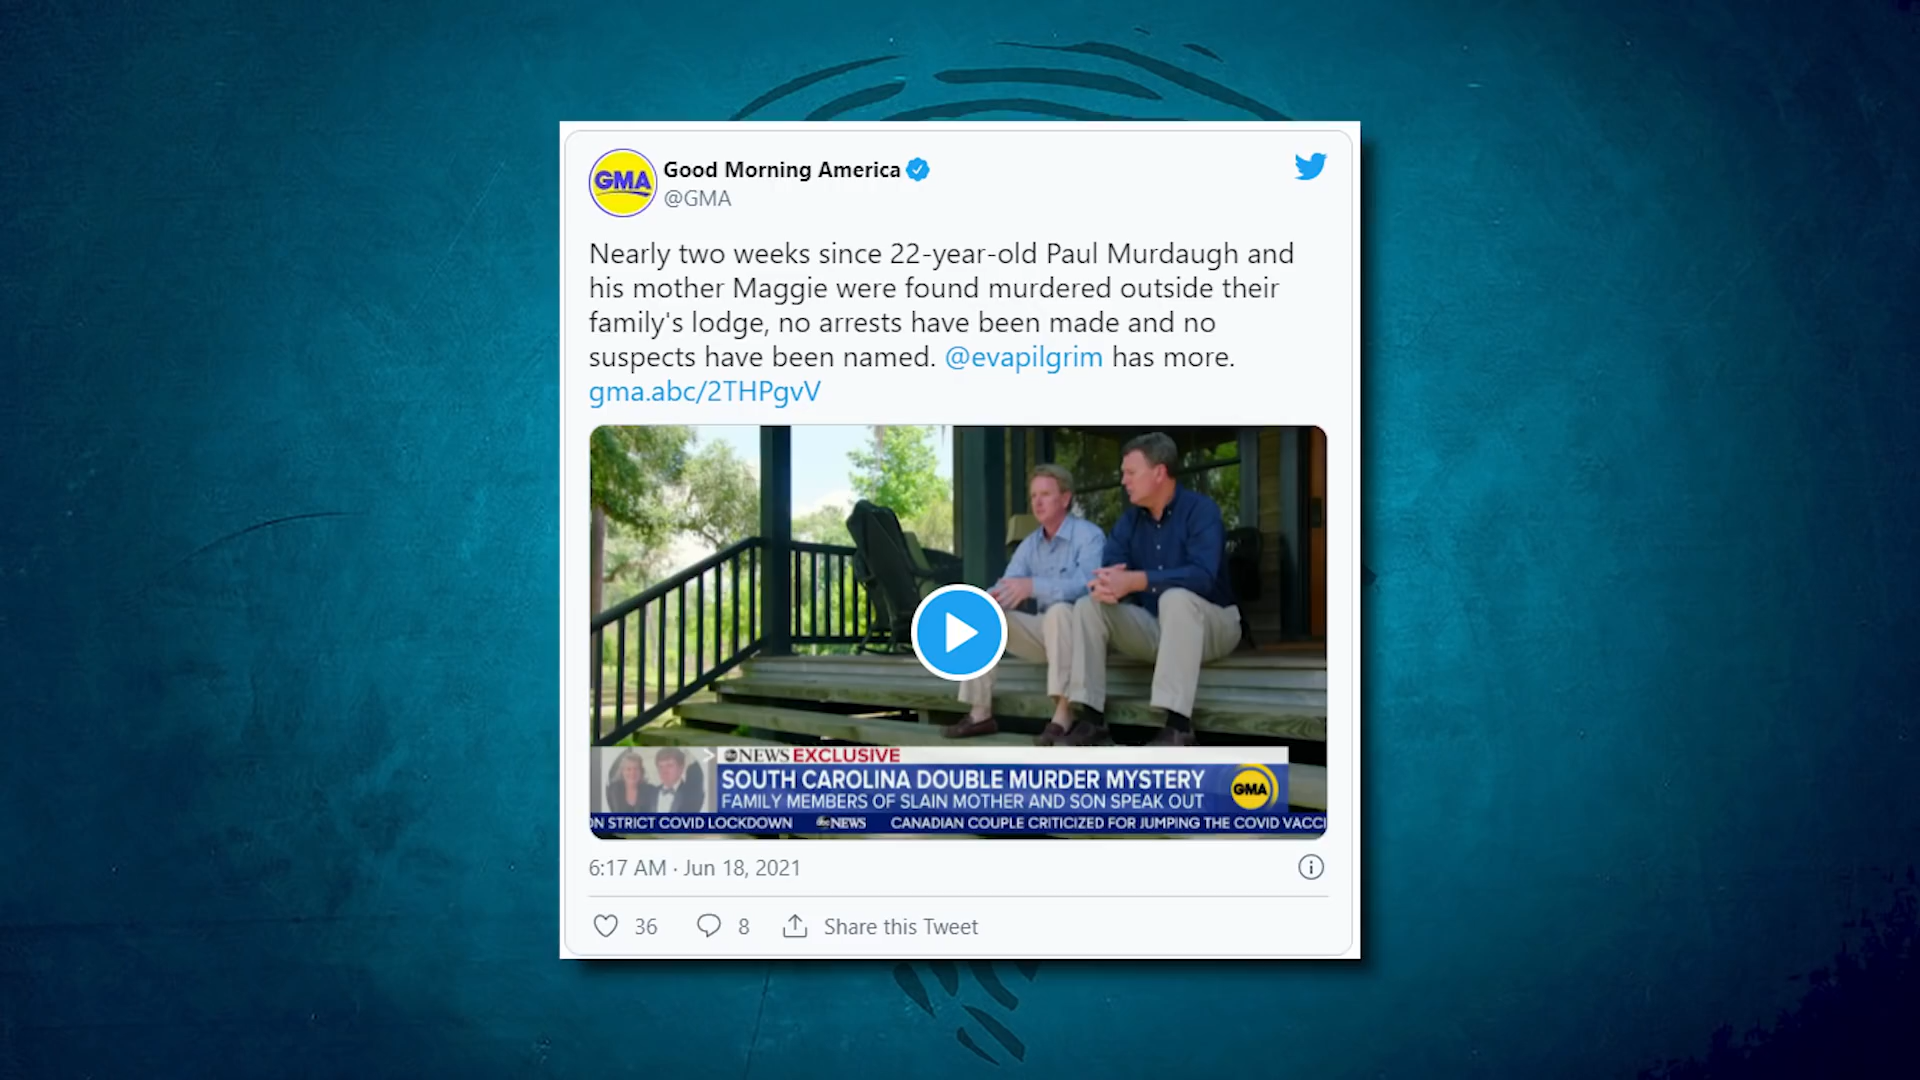 GMA
Good Morning America
@GMA
Nearly two weeks since 22-year-old Paul Murdaugh and
his mother Maggie were found murdered outside their
family's lodge, no arrests have been made and no
suspects have been named. @evapilgrim has more.
gma.abc/2THPgvV
abc NEWS EXCLUSIVE
SOUTH CAROLINA DOUBLE MURDER MYSTERY
FAMILY MEMBERS OF SLAIN MOTHER AND SON SPEAK OUT
GMA
ON STRICT COVID LOCKDOWN abc NEWS CANADIAN COUPLE CRITICIZED FOR JUMPING THE COVID VACCI
6:17 AM · Jun 18, 2021
36 8 Share this Tweet